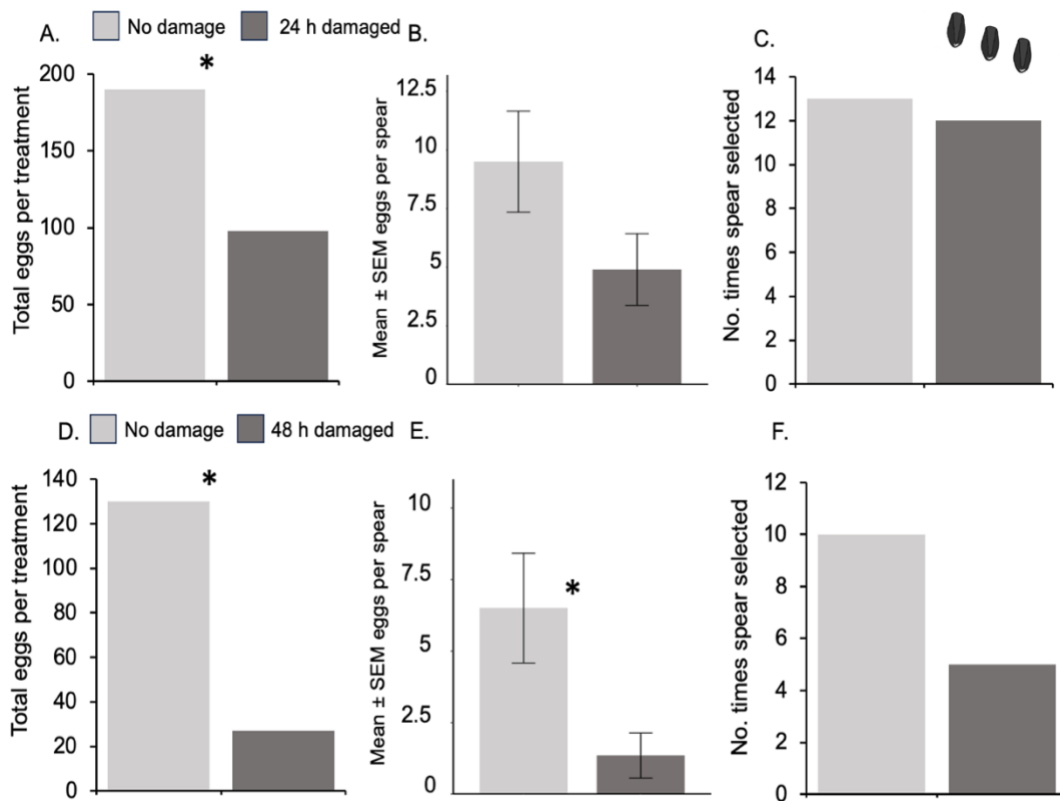 A.
No damage
24 h damaged
B.
C.
Total eggs per treatment
200
150
100
50
0
Mean ± SEM eggs per spear
12.5
10
7.5
5
2.5
0
No. times spear selected
14
12
10
8
6
4
2
0
*
D.
No damage
48 h damaged
E.
F.
Total eggs per treatment
140
120
100
80
60
40
20
0
*
Mean ± SEM eggs per spear
10
7.5
5
2.5
0
*
No. times spear selected
12
10
8
6
4
2
0